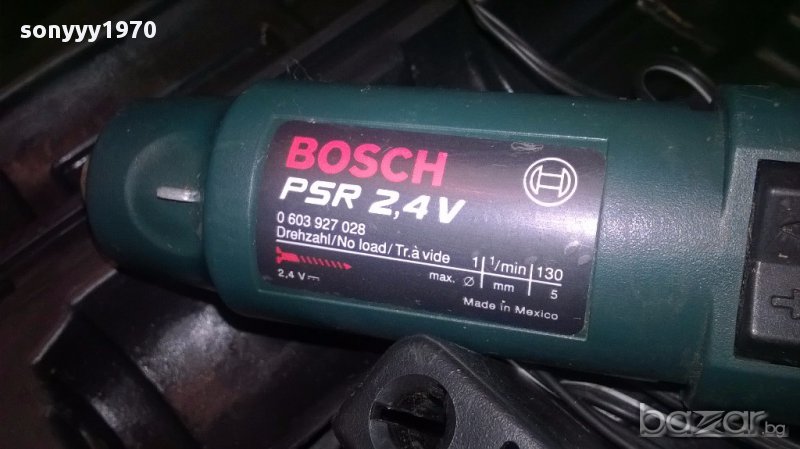 sonyyy1970
BOSCH
PSR 2,4 V
0 603 927 028
Drehzahl/No load/Tr.à vide 1 1/min 130
2,4 V max. Ø mm 5
Made in Mexico
bazar.bg